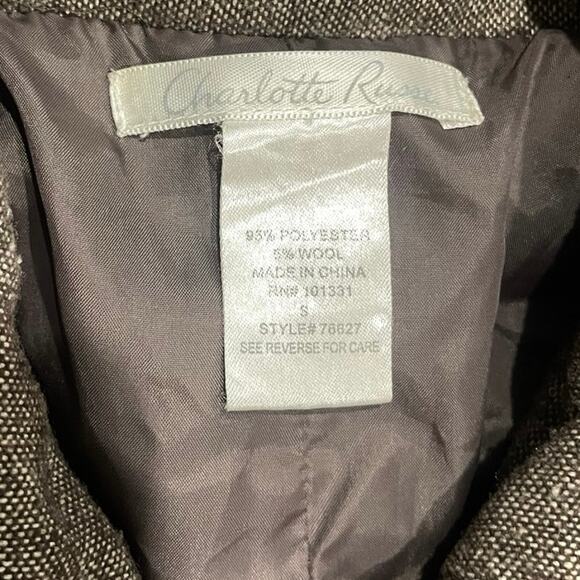 Charlotte Russe
95% POLYESTER
5% WOOL
MADE IN CHINA
RN# 101331
S
STYLE# 76627
SEE REVERSE FOR CARE